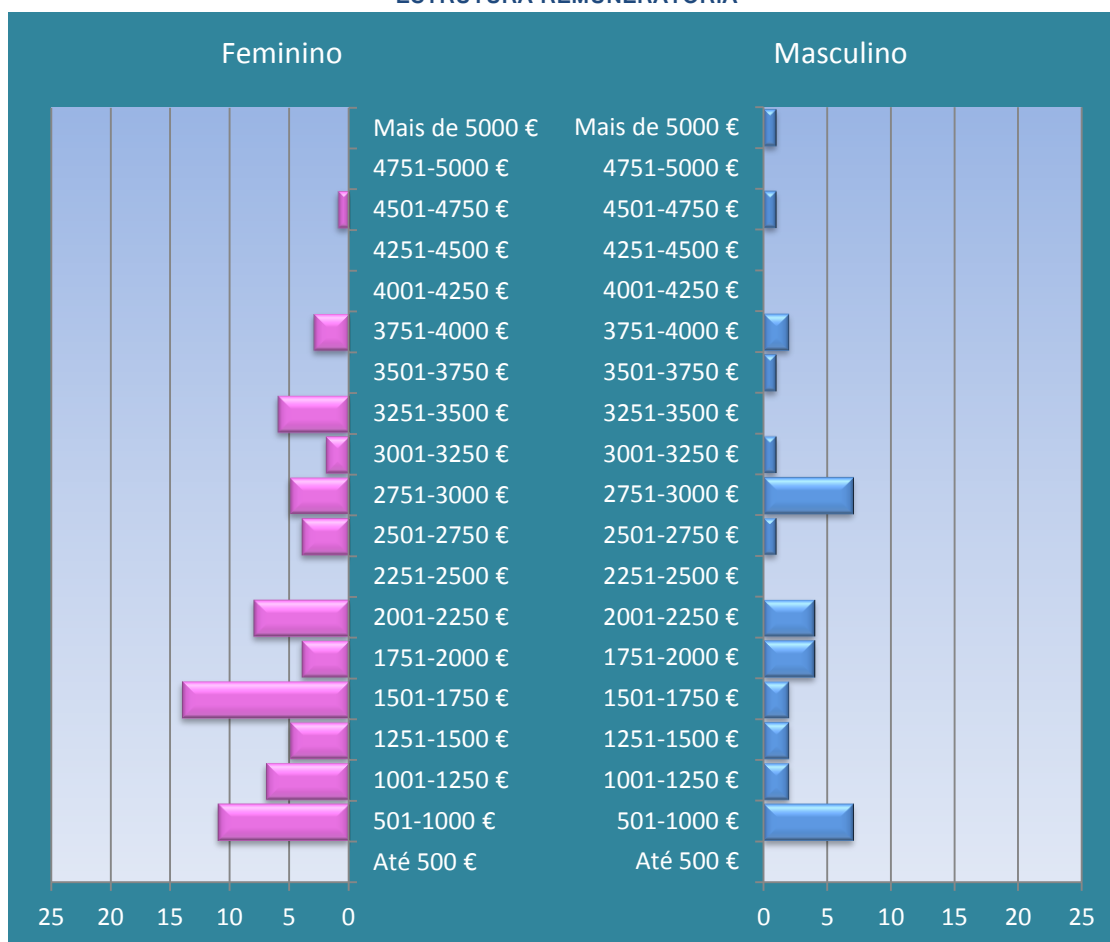 ESTRUTURA REMUNERATÓRIA
Feminino Masculino
Mais de 5000 € Mais de 5000 €
4751-5000 € 4751-5000 €
4501-4750 € 4501-4750 €
4251-4500 € 4251-4500 €
4001-4250 € 4001-4250 €
3751-4000 € 3751-4000 €
3501-3750 € 3501-3750 €
3251-3500 € 3251-3500 €
3001-3250 € 3001-3250 €
2751-3000 € 2751-3000 €
2501-2750 € 2501-2750 €
2251-2500 € 2251-2500 €
2001-2250 € 2001-2250 €
1751-2000 € 1751-2000 €
1501-1750 € 1501-1750 €
1251-1500 € 1251-1500 €
1001-1250 € 1001-1250 €
501-1000 € 501-1000 €
Até 500 € Até 500 €
25 20 15 10 5 0 0 5 10 15 20 25